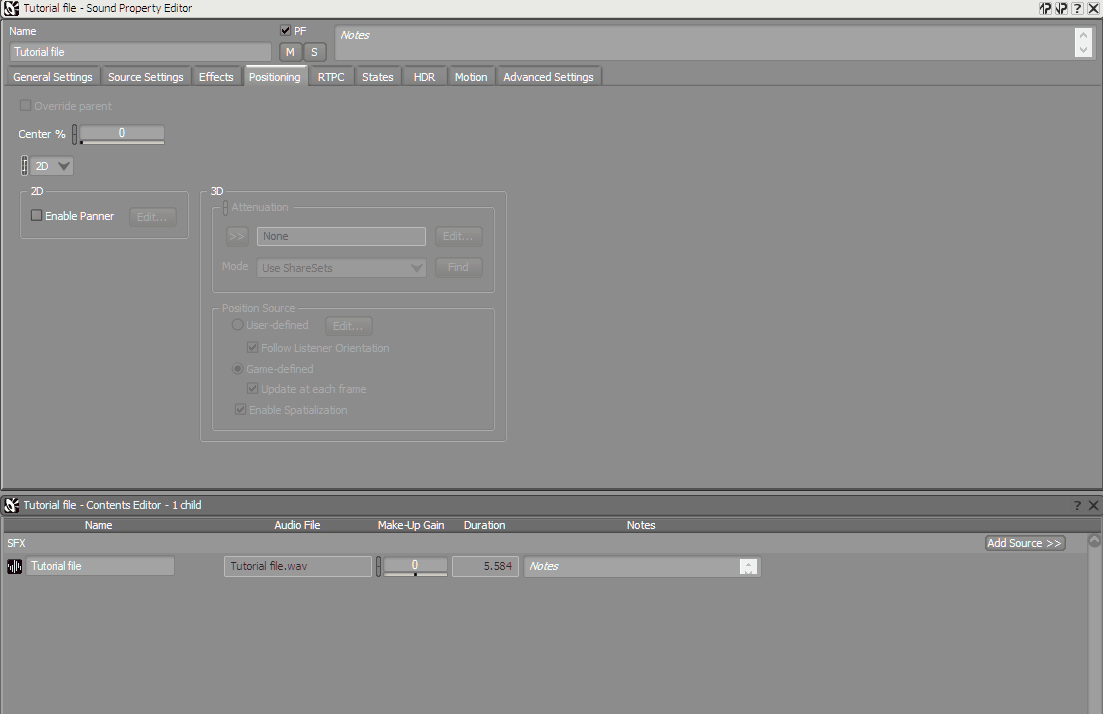 Tutorial file - Sound Property Editor
?
Name
PF
Notes
Tutorial file
M
S
General Settings
Source Settings
Effects
Positioning
RTPC
States
HDR
Motion
Advanced Settings
Override parent
Center %
0
2D
2D
3D
Enable Panner
Edit...
Attenuation
>>
None
Edit...
Mode
Use ShareSets
Find
Position Source
User-defined
Edit...
Follow Listener Orientation
Game-defined
Update at each frame
Enable Spatialization
Tutorial file - Contents Editor - 1 child
?
Name
Audio File
Make-Up Gain
Duration
Notes
SFX
Add Source >>
Tutorial file
Tutorial file.wav
0
5.584
Notes